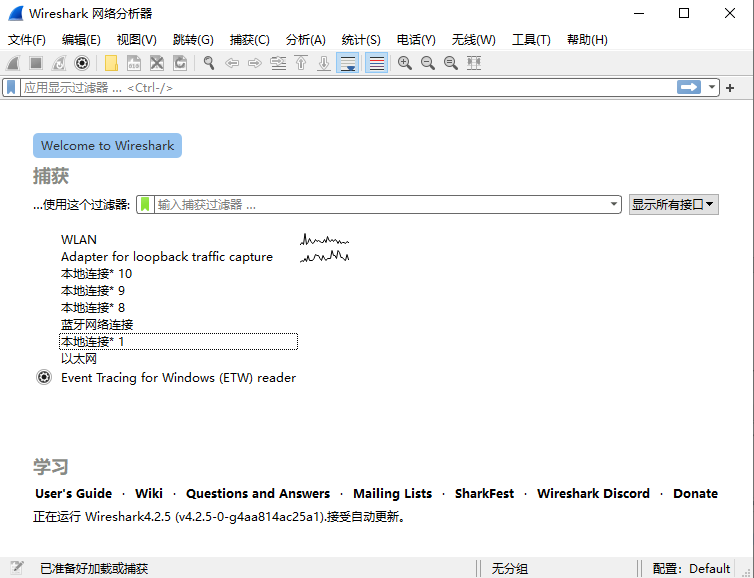 Wireshark 网络分析器
文件(F) 编辑(E) 视图(V) 跳转(G) 捕获(C) 分析(A) 统计(S) 电话(Y) 无线(W) 工具(T) 帮助(H)
应用显示过滤器 … <Ctrl-/>
Welcome to Wireshark
捕获
…使用这个过滤器: 输入捕获过滤器 … 显示所有接口
WLAN
Adapter for loopback traffic capture
本地连接* 10
本地连接* 9
本地连接* 8
蓝牙网络连接
本地连接* 1
以太网
Event Tracing for Windows (ETW) reader
学习
User's Guide · Wiki · Questions and Answers · Mailing Lists · SharkFest · Wireshark Discord · Donate
正在运行 Wireshark4.2.5 (v4.2.5-0-g4aa814ac25a1).接受自动更新。
已准备好加载或捕获 无分组 配置: Default